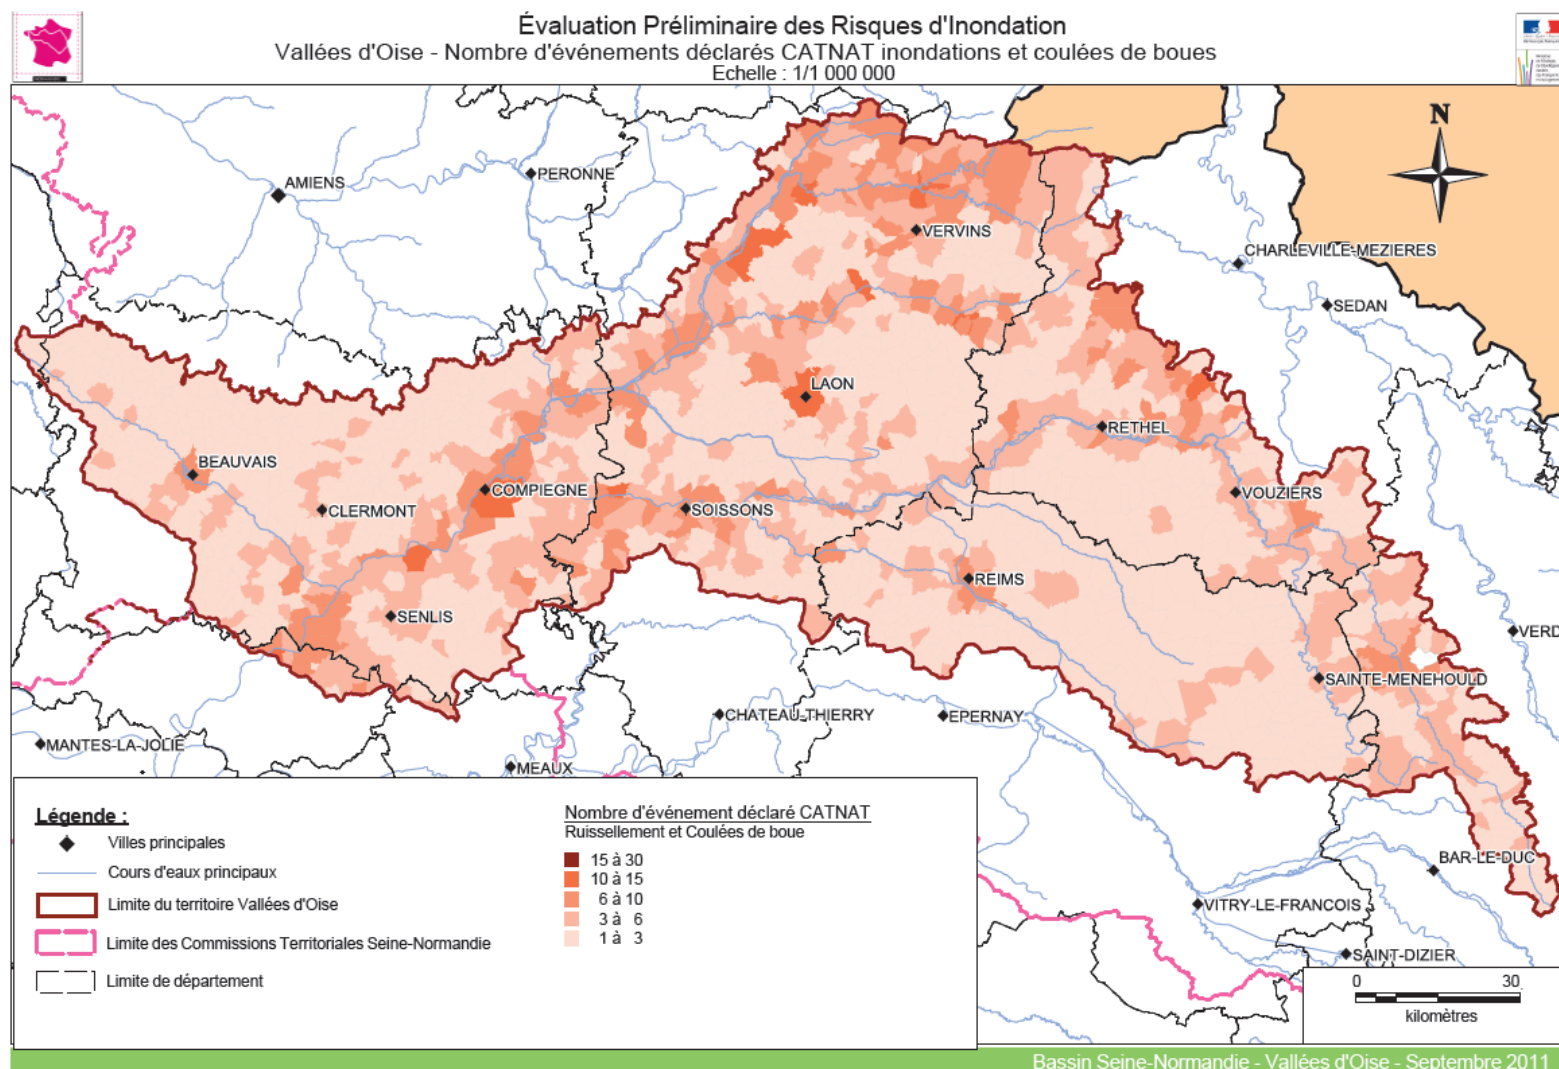 Évaluation Préliminaire des Risques d'Inondation
Vallées d'Oise - Nombre d'événements déclarés CATNAT inondations et coulées de boues
Echelle : 1/1 000 000
N
AMIENS
PERONNE
VERVINS
CHARLEVILLE-MEZIERES
SEDAN
LAON
RETHEL
BEAUVAIS
COMPIEGNE
CLERMONT
SOISSONS
VOUZIERS
REIMS
SENLIS
VERD
SAINTE-MENEHOULD
CHATEAU-THIERRY
EPERNAY
MANTES-LA-JOLIE
MEAUX
BAR-LE-DUC
VITRY-LE-FRANCOIS
SAINT-DIZIER
Légende :
Villes principales
Cours d'eaux principaux
Limite du territoire Vallées d'Oise
Limite des Commissions Territoriales Seine-Normandie
Limite de département
Nombre d'événement déclaré CATNAT
Ruissellement et Coulées de boue
15 à 30
10 à 15
6 à 10
3 à 6
1 à 3
0 30
kilomètres
Bassin Seine-Normandie - Vallées d'Oise - Septembre 2011